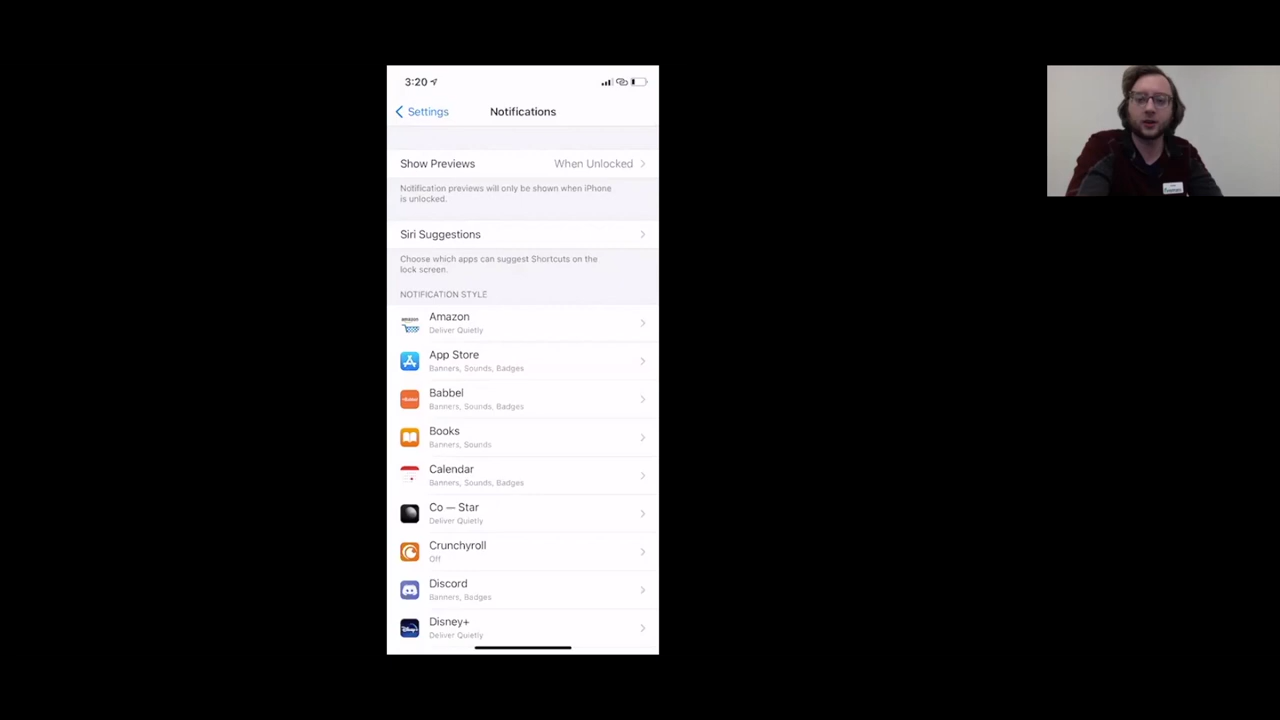 3:20
Settings
Notifications
Show Previews
When Unlocked
Notification previews will only be shown when iPhone
is unlocked.
Siri Suggestions
Choose which apps can suggest Shortcuts on the
lock screen.
NOTIFICATION STYLE
amazon
Amazon
Deliver Quietly
App Store
Banners, Sounds, Badges
Babbel
Banners, Sounds, Badges
Books
Banners, Sounds
Calendar
Banners, Sounds, Badges
Co — Star
Deliver Quietly
Crunchyroll
Off
Discord
Banners, Badges
Disney+
Disney+
Deliver Quietly